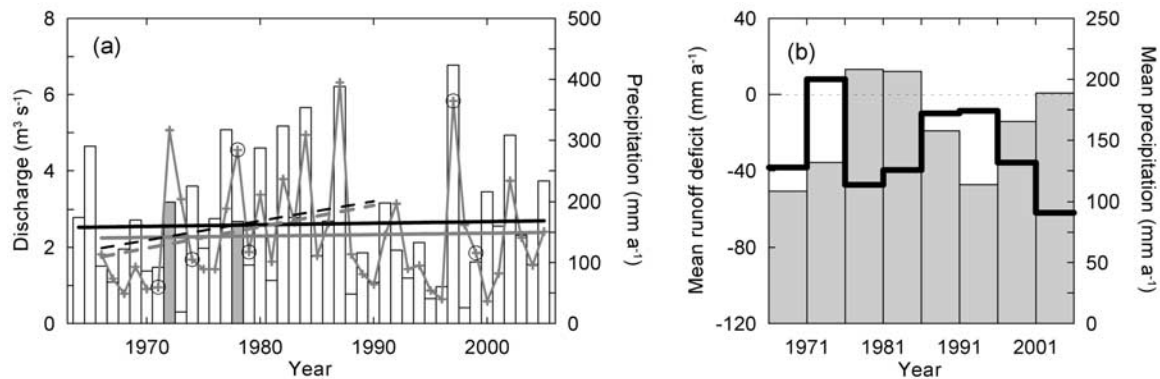 (a)
Discharge (m³ s⁻¹)
8
6
4
2
0
1970 1980 1990 2000
Year
500
400
300
200
100
0
Precipitation (mm a⁻¹)
(b)
Mean runoff deficit (mm a⁻¹)
40
0
-40
-80
-120
1971 1981 1991 2001
Year
250
200
150
100
50
0
Mean precipitation (mm a⁻¹)